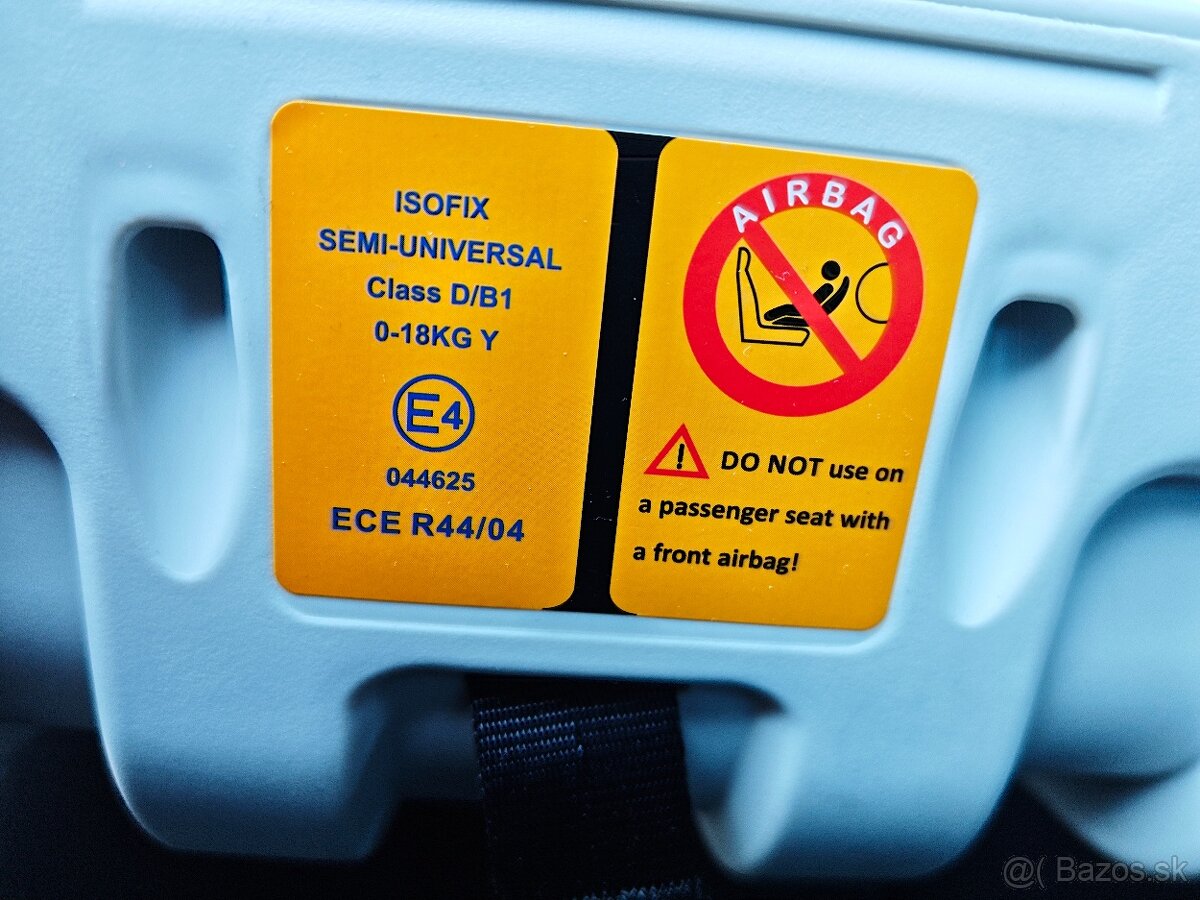 ISOFIX
SEMI-UNIVERSAL
Class D/B1
0-18KG Y
E4
044625
ECE R44/04
AIRBAG
! DO NOT use on
a passenger seat with
a front airbag!
@( Bazos.sk